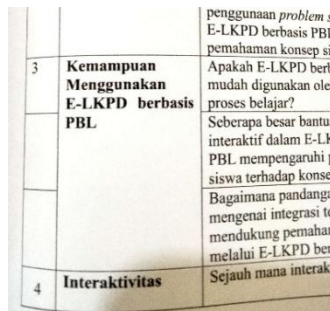 penggunaan problem
E-LKPD berbasis PBL
pemahaman konsep si
3 Kemampuan Apakah E-LKPD berb
Menggunakan mudah digunakan ole
E-LKPD berbasis proses belajar?
PBL Seberapa besar bantu
interaktif dalam E-LK
PBL mempengaruhi
siswa terhadap konse
Bagaimana pandanga
mengenai integrasi te
mendukung pemaha
melalui E-LKPD ber
4 Interaktivitas Sejauh mana interak